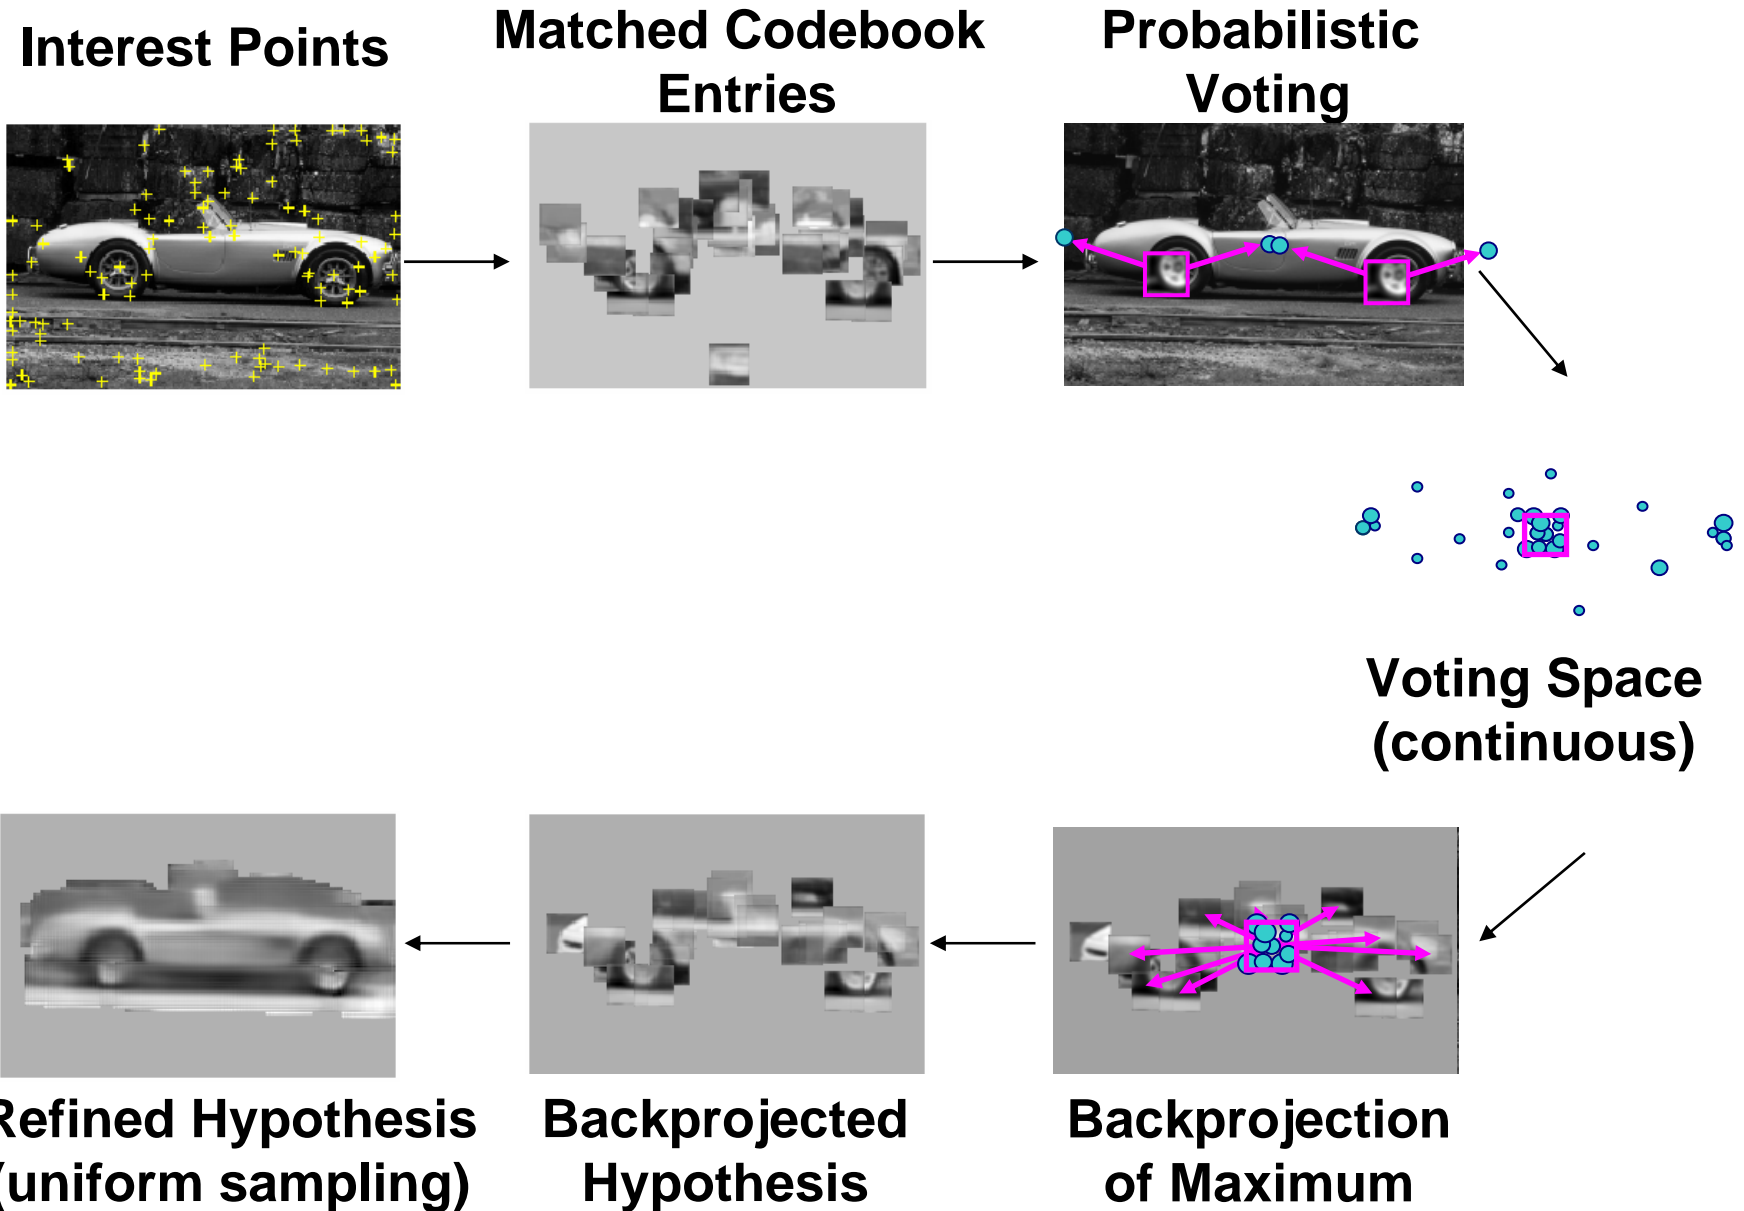 Interest Points
Matched Codebook
Entries
Probabilistic
Voting
Voting Space
(continuous)
Refined Hypothesis
(uniform sampling)
Backprojected
Hypothesis
Backprojection
of Maximum